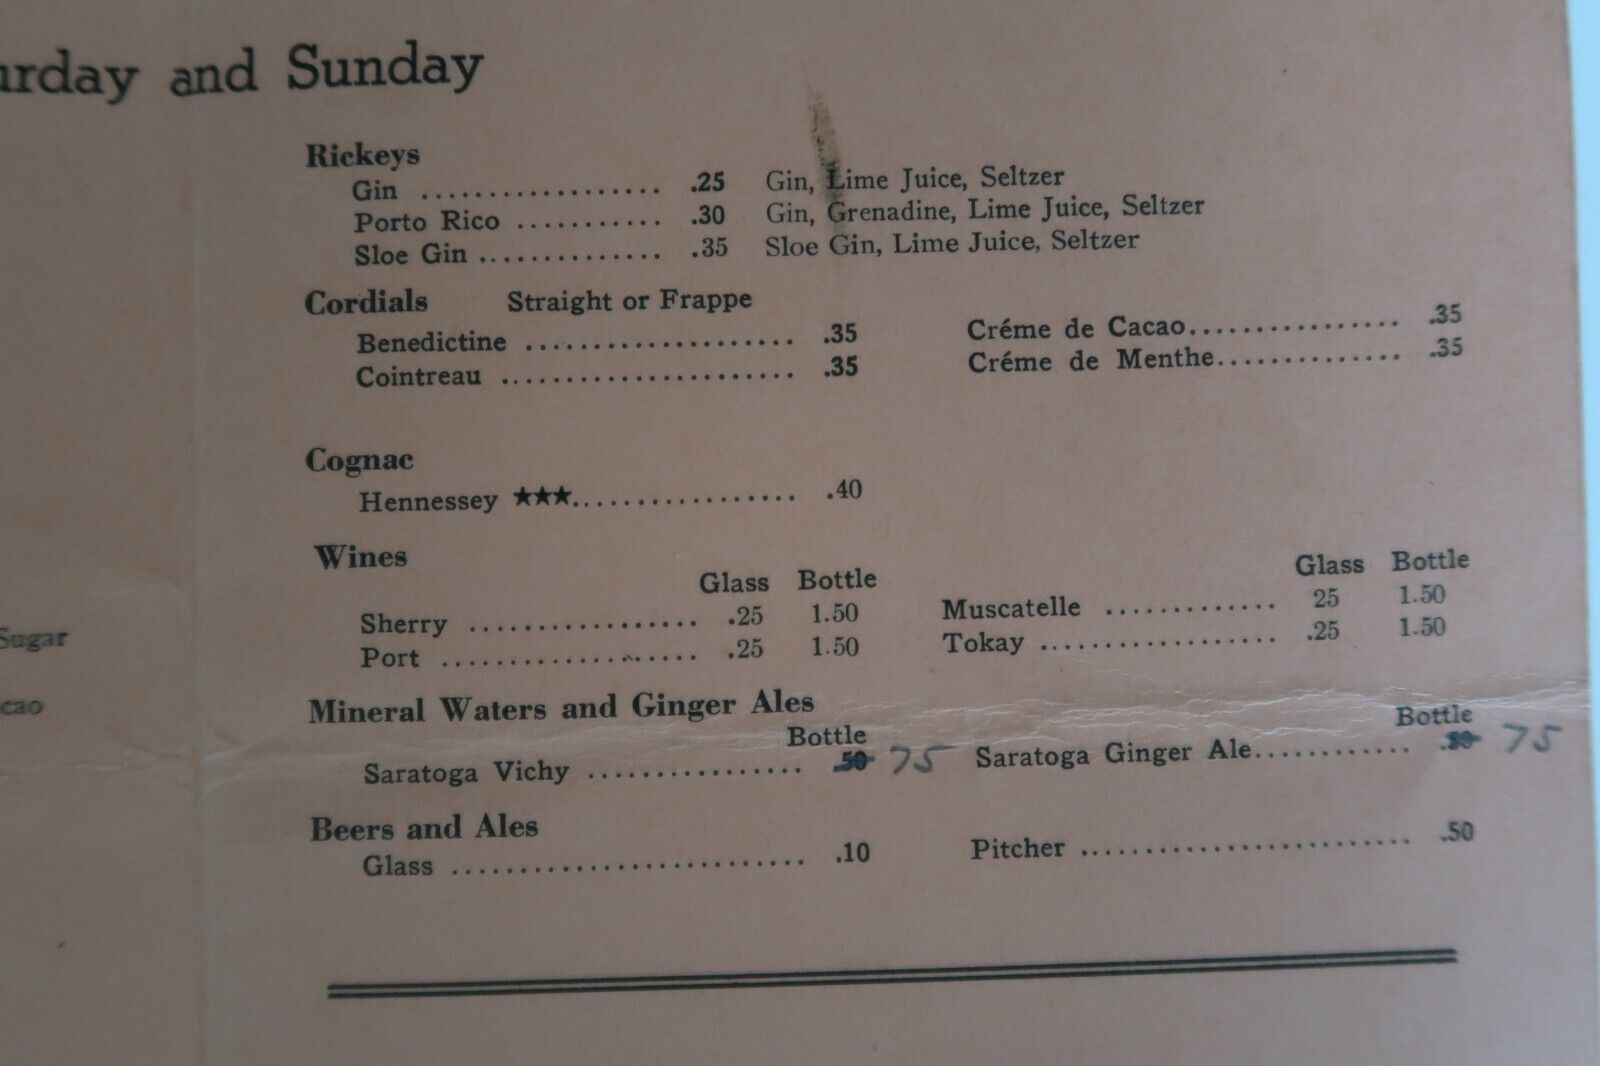 urday and Sunday
Rickeys
Gin .................. .25 Gin, Lime Juice, Seltzer
Porto Rico ........... .30 Gin, Grenadine, Lime Juice, Seltzer
Sloe Gin .............. .35 Sloe Gin, Lime Juice, Seltzer
Cordials Straight or Frappe
Benedictine .................... .35 Créme de Cacao................. .35
Cointreau ...................... .35 Créme de Menthe.............. .35
Cognac
Hennessey ★★★................. .40
Wines
Glass Bottle Glass Bottle
Sherry ................. .25 1.50 Muscatelle ............. 25 1.50
Port ................... .25 1.50 Tokay .................. .25 1.50
Sugar
cao
Mineral Waters and Ginger Ales
Bottle Bottle
Saratoga Vichy ................ .50 75 Saratoga Ginger Ale............ 75
Beers and Ales
Glass .......................... .10 Pitcher .......................... .50